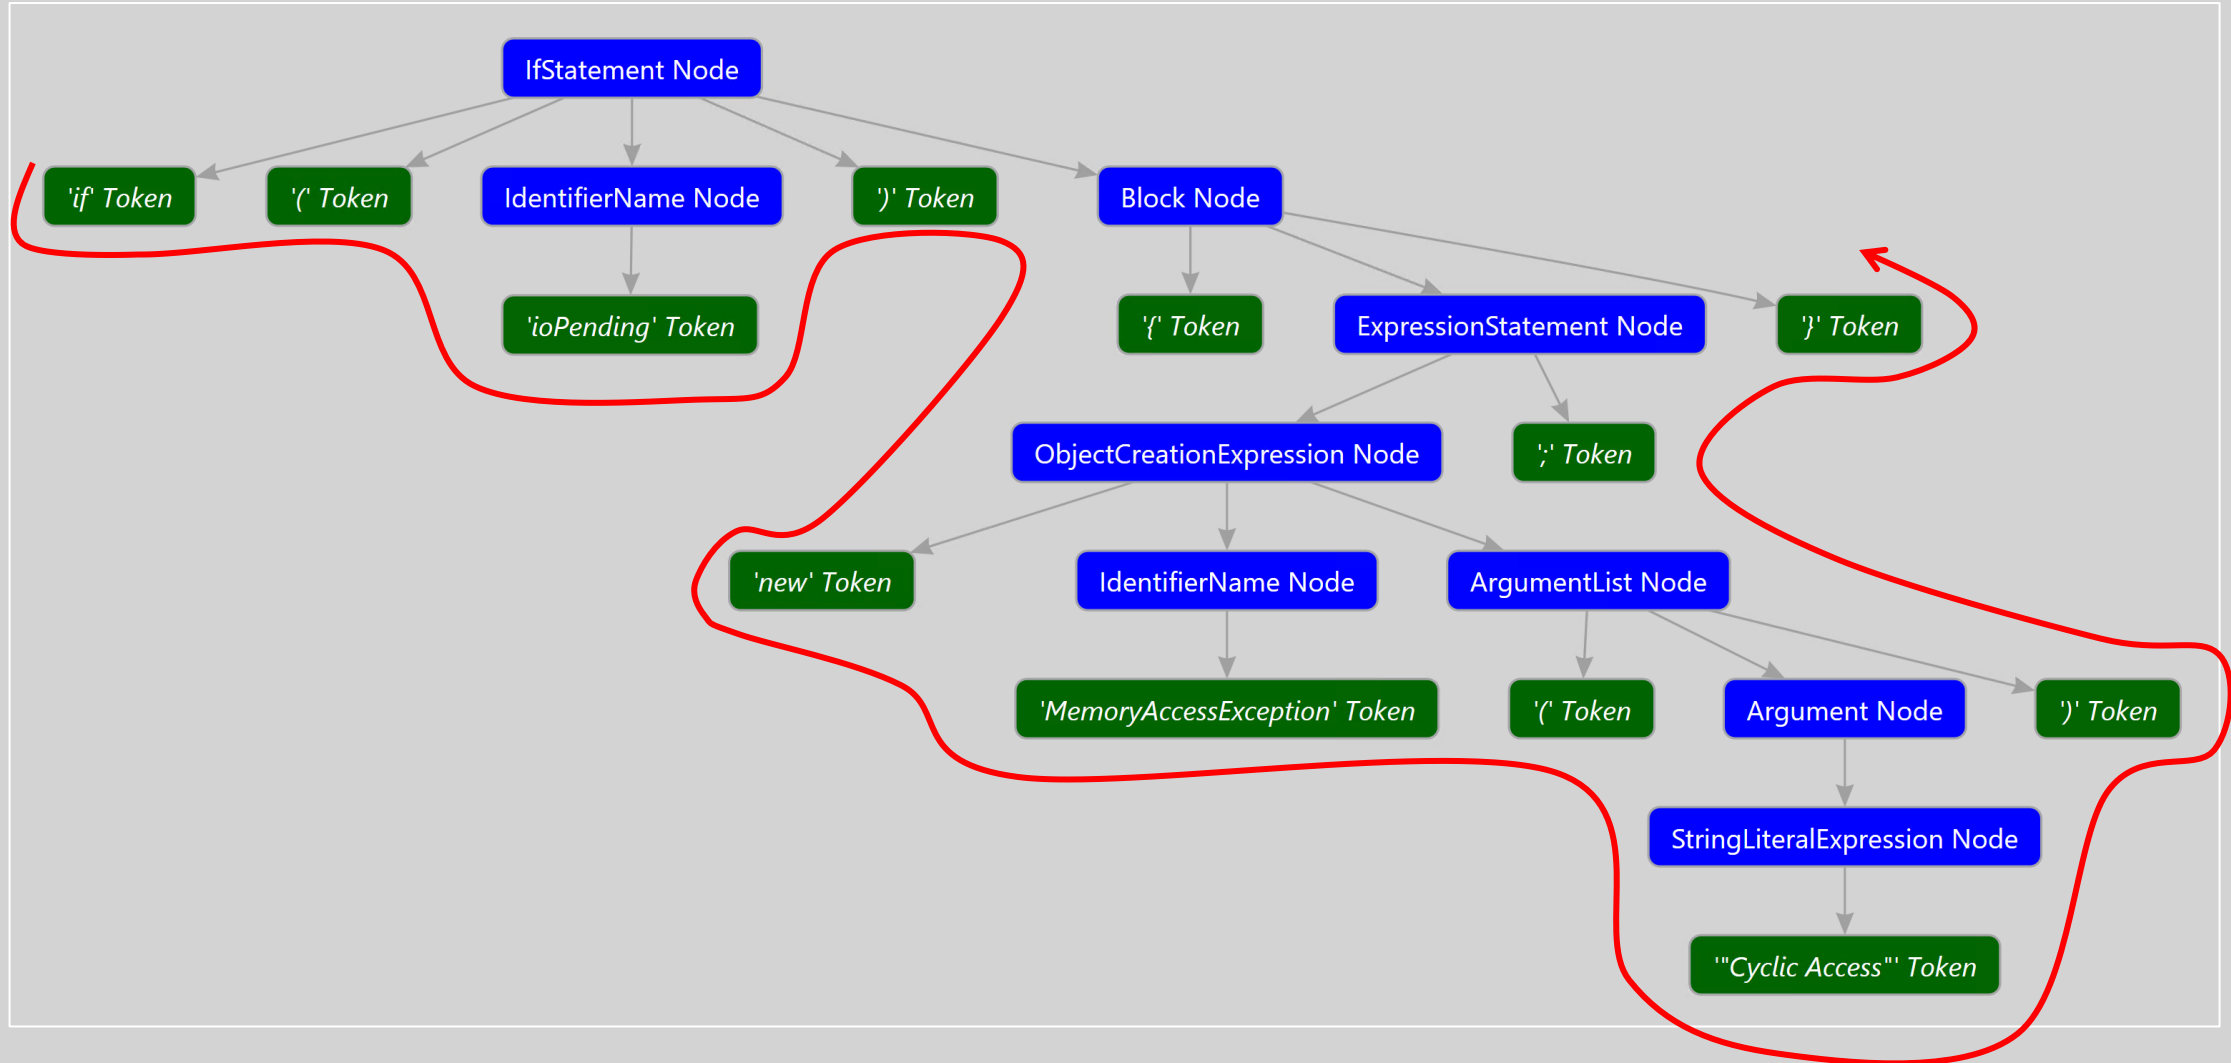 IfStatement Node
'if' Token
'(' Token
IdentifierName Node
')' Token
Block Node
'ioPending' Token
'{' Token
ExpressionStatement Node
'}' Token
ObjectCreationExpression Node
';' Token
'new' Token
IdentifierName Node
ArgumentList Node
'MemoryAccessException' Token
'(' Token
Argument Node
')' Token
StringLiteralExpression Node
'"Cyclic Access"' Token